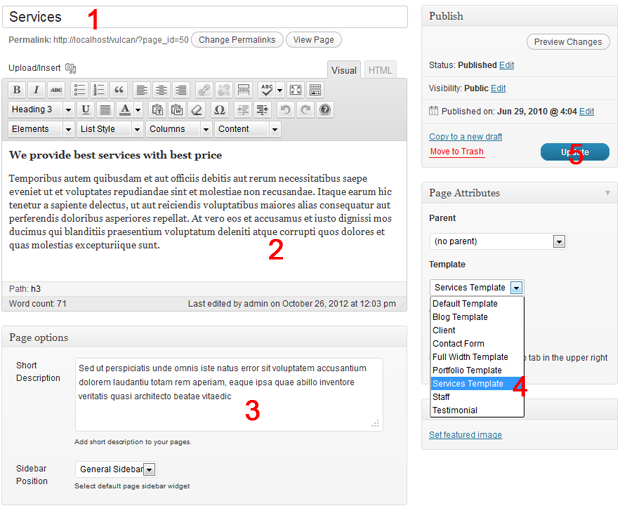 Services
1
Permalink: http://localhost/vulcan/?page_id=50 Change Permalinks View Page
Upload/Insert
Visual HTML
B I ABC “ ABC
Heading 3 U A T W Ω ?
Elements List Style Columns Content
We provide best services with best price
Temporibus autem quibusdam et aut officiis debitis aut rerum necessitatibus saepe
eveniet ut et voluptates repudiandae sint et molestiae non recusandae. Itaque earum hic
tenetur a sapiente delectus, ut aut reiciendis voluptatibus maiores alias consequatur aut
perferendis doloribus asperiores repellat. At vero eos et accusamus et iusto dignissi mos
ducimus qui blanditiis praesentium voluptatum deleniti atque corrupti quos dolores et
quas molestias excepturiique sunt.
2
Path: h3
Word count: 71 Last edited by admin on October 26, 2012 at 12:03 pm
Page options
Short
Description
Sed ut perspiciatis unde omnis iste natus error sit voluptatem accusantium
dolorem laudantiu totam rem aperiam, eaque ipsa quae abillo inventore
veritatis quasi architecto beatae vitaedic
3
Add short description to your pages.
Sidebar
Position
General Sidebar
Select default page sidebar widget
Publish
Preview Changes
Status: Published Edit
Visibility: Public Edit
Published on: Jun 29, 2010 @ 4:04 Edit
Copy to a new draft
Move to Trash Update
5
Page Attributes
Parent
(no parent)
Template
Services Template
Default Template
Blog Template
Client
Contact Form
Full Width Template
tab in the upper right
Portfolio Template
Services Template
4
Staff
Testimonial
Set featured image